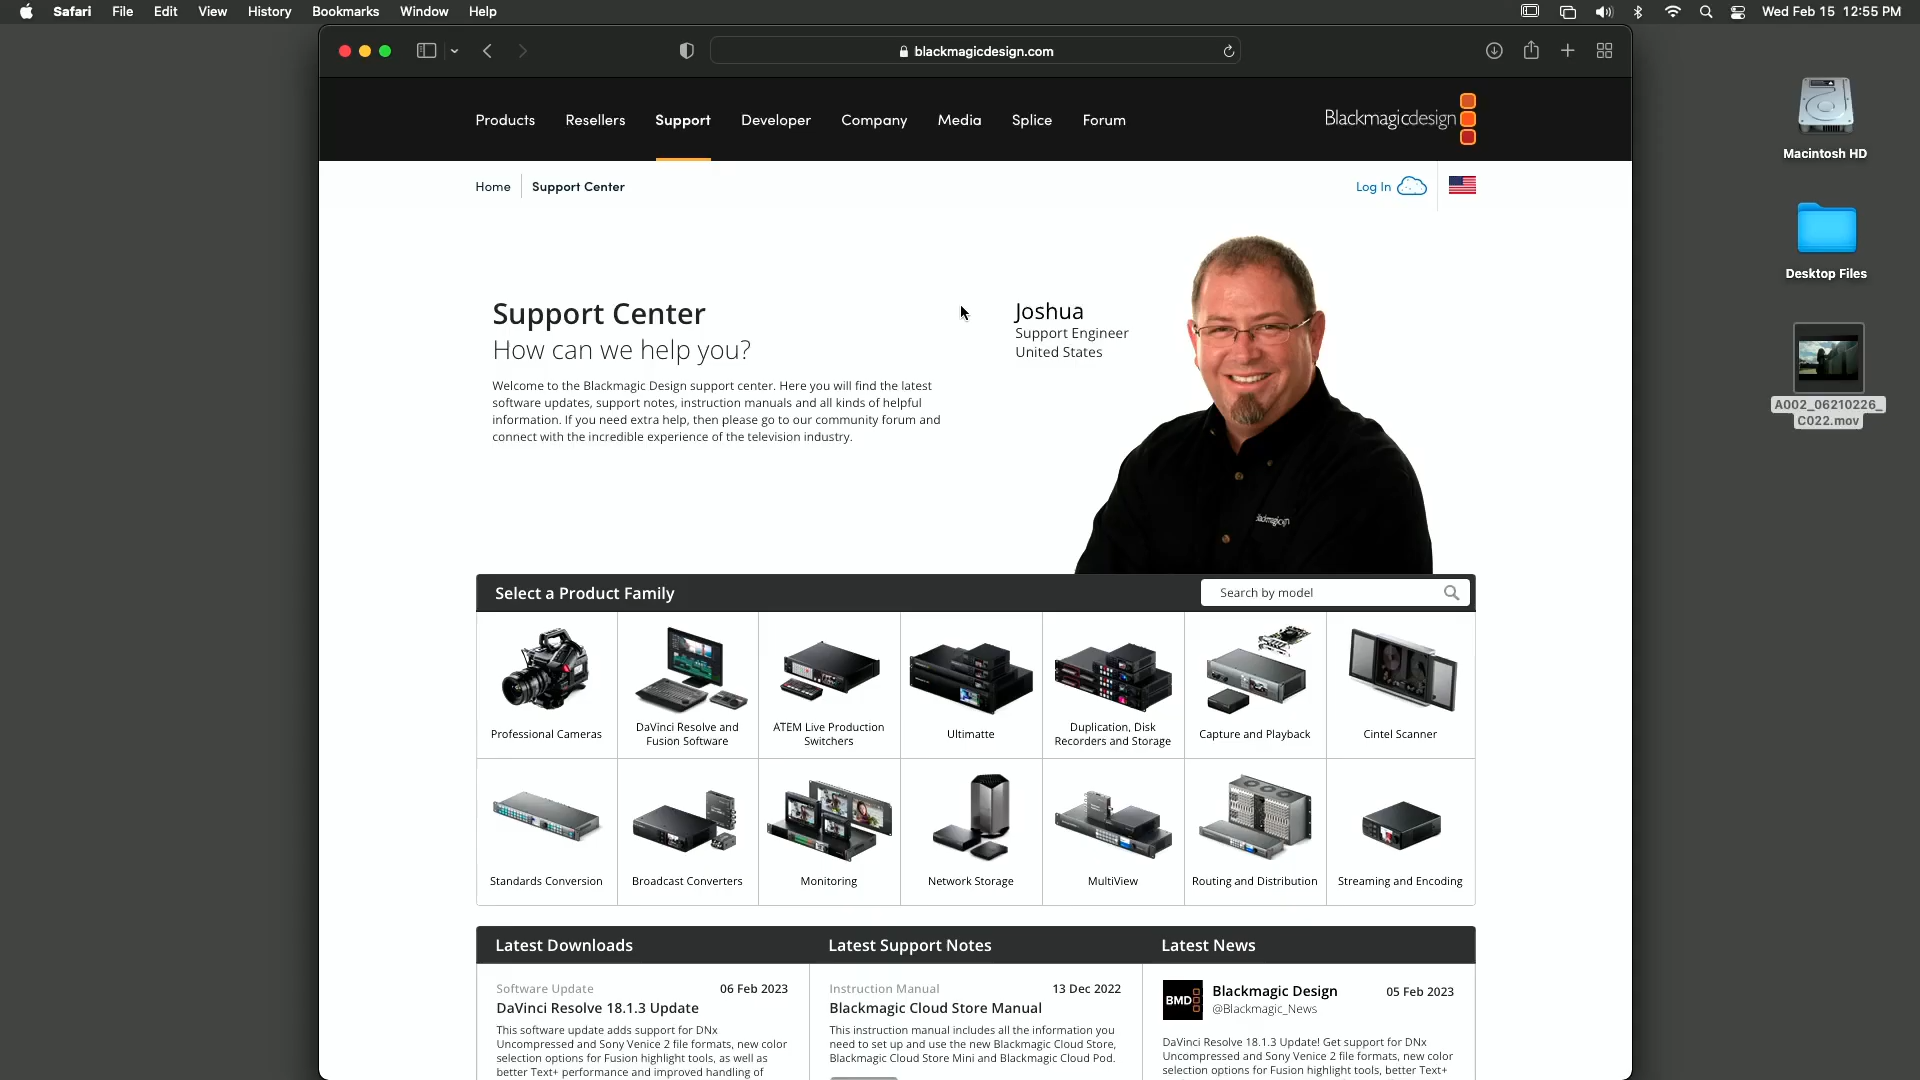 Safari File Edit View History Bookmarks Window Help Wed Feb 15 12:55 PM
blackmagicdesign.com
Products Resellers Support Developer Company Media Splice Forum Blackmagicdesign
Home Support Center Log In
Support Center
How can we help you?
Welcome to the Blackmagic Design support center. Here you will find the latest
software updates, support notes, instruction manuals and all kinds of helpful
information. If you need extra help, then please go to our community forum and
connect with the incredible experience of the television industry.
Joshua
Support Engineer
United States
Blackmagicdesign
Macintosh HD
Desktop Files
A002_06210226_
C022.mov
Select a Product Family Search by model
Professional Cameras
DaVinci Resolve and
Fusion Software
ATEM Live Production
Switchers
Ultimatte
Duplication, Disk
Recorders and Storage
Capture and Playback
Cintel Scanner
Standards Conversion
Broadcast Converters
Monitoring
Network Storage
MultiView
Routing and Distribution
Streaming and Encoding
Latest Downloads
Software Update 06 Feb 2023
DaVinci Resolve 18.1.3 Update
This software update adds support for DNx
Uncompressed and Sony Venice 2 file formats, new color
selection options for Fusion highlight tools, as well as
better Text+ performance and improved handling of
Latest Support Notes
Instruction Manual 13 Dec 2022
Blackmagic Cloud Store Manual
This instruction manual includes all the information you
need to set up and use the new Blackmagic Cloud Store,
Blackmagic Cloud Store Mini and Blackmagic Cloud Pod.
Latest News
BMD
Blackmagic Design 05 Feb 2023
@Blackmagic_News
DaVinci Resolve 18.1.3 Update! Get support for DNx
Uncompressed and Sony Venice 2 file formats, new color
selection options for Fusion highlight tools, better Text+